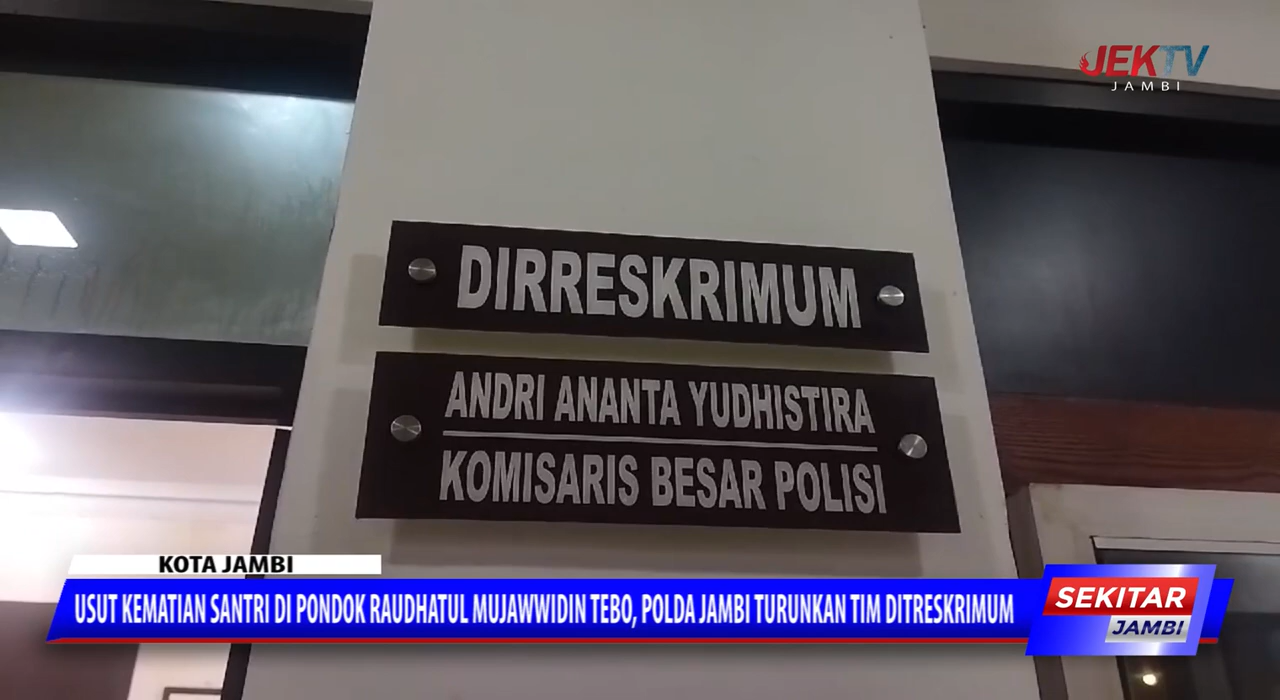 JEKTV
JAMBI
DIRRESKRIMUM
ANDRI ANANTA YUDHISTIRA
KOMISARIS BESAR POLISI
KOTA JAMBI
USUT KEMATIAN SANTRI DI PONDOK RAUDHATUL MUJAWWIDIN TEBO, POLDA JAMBI TURUNKAN TIM DITRESKRIMUM
SEKITAR
JAMBI